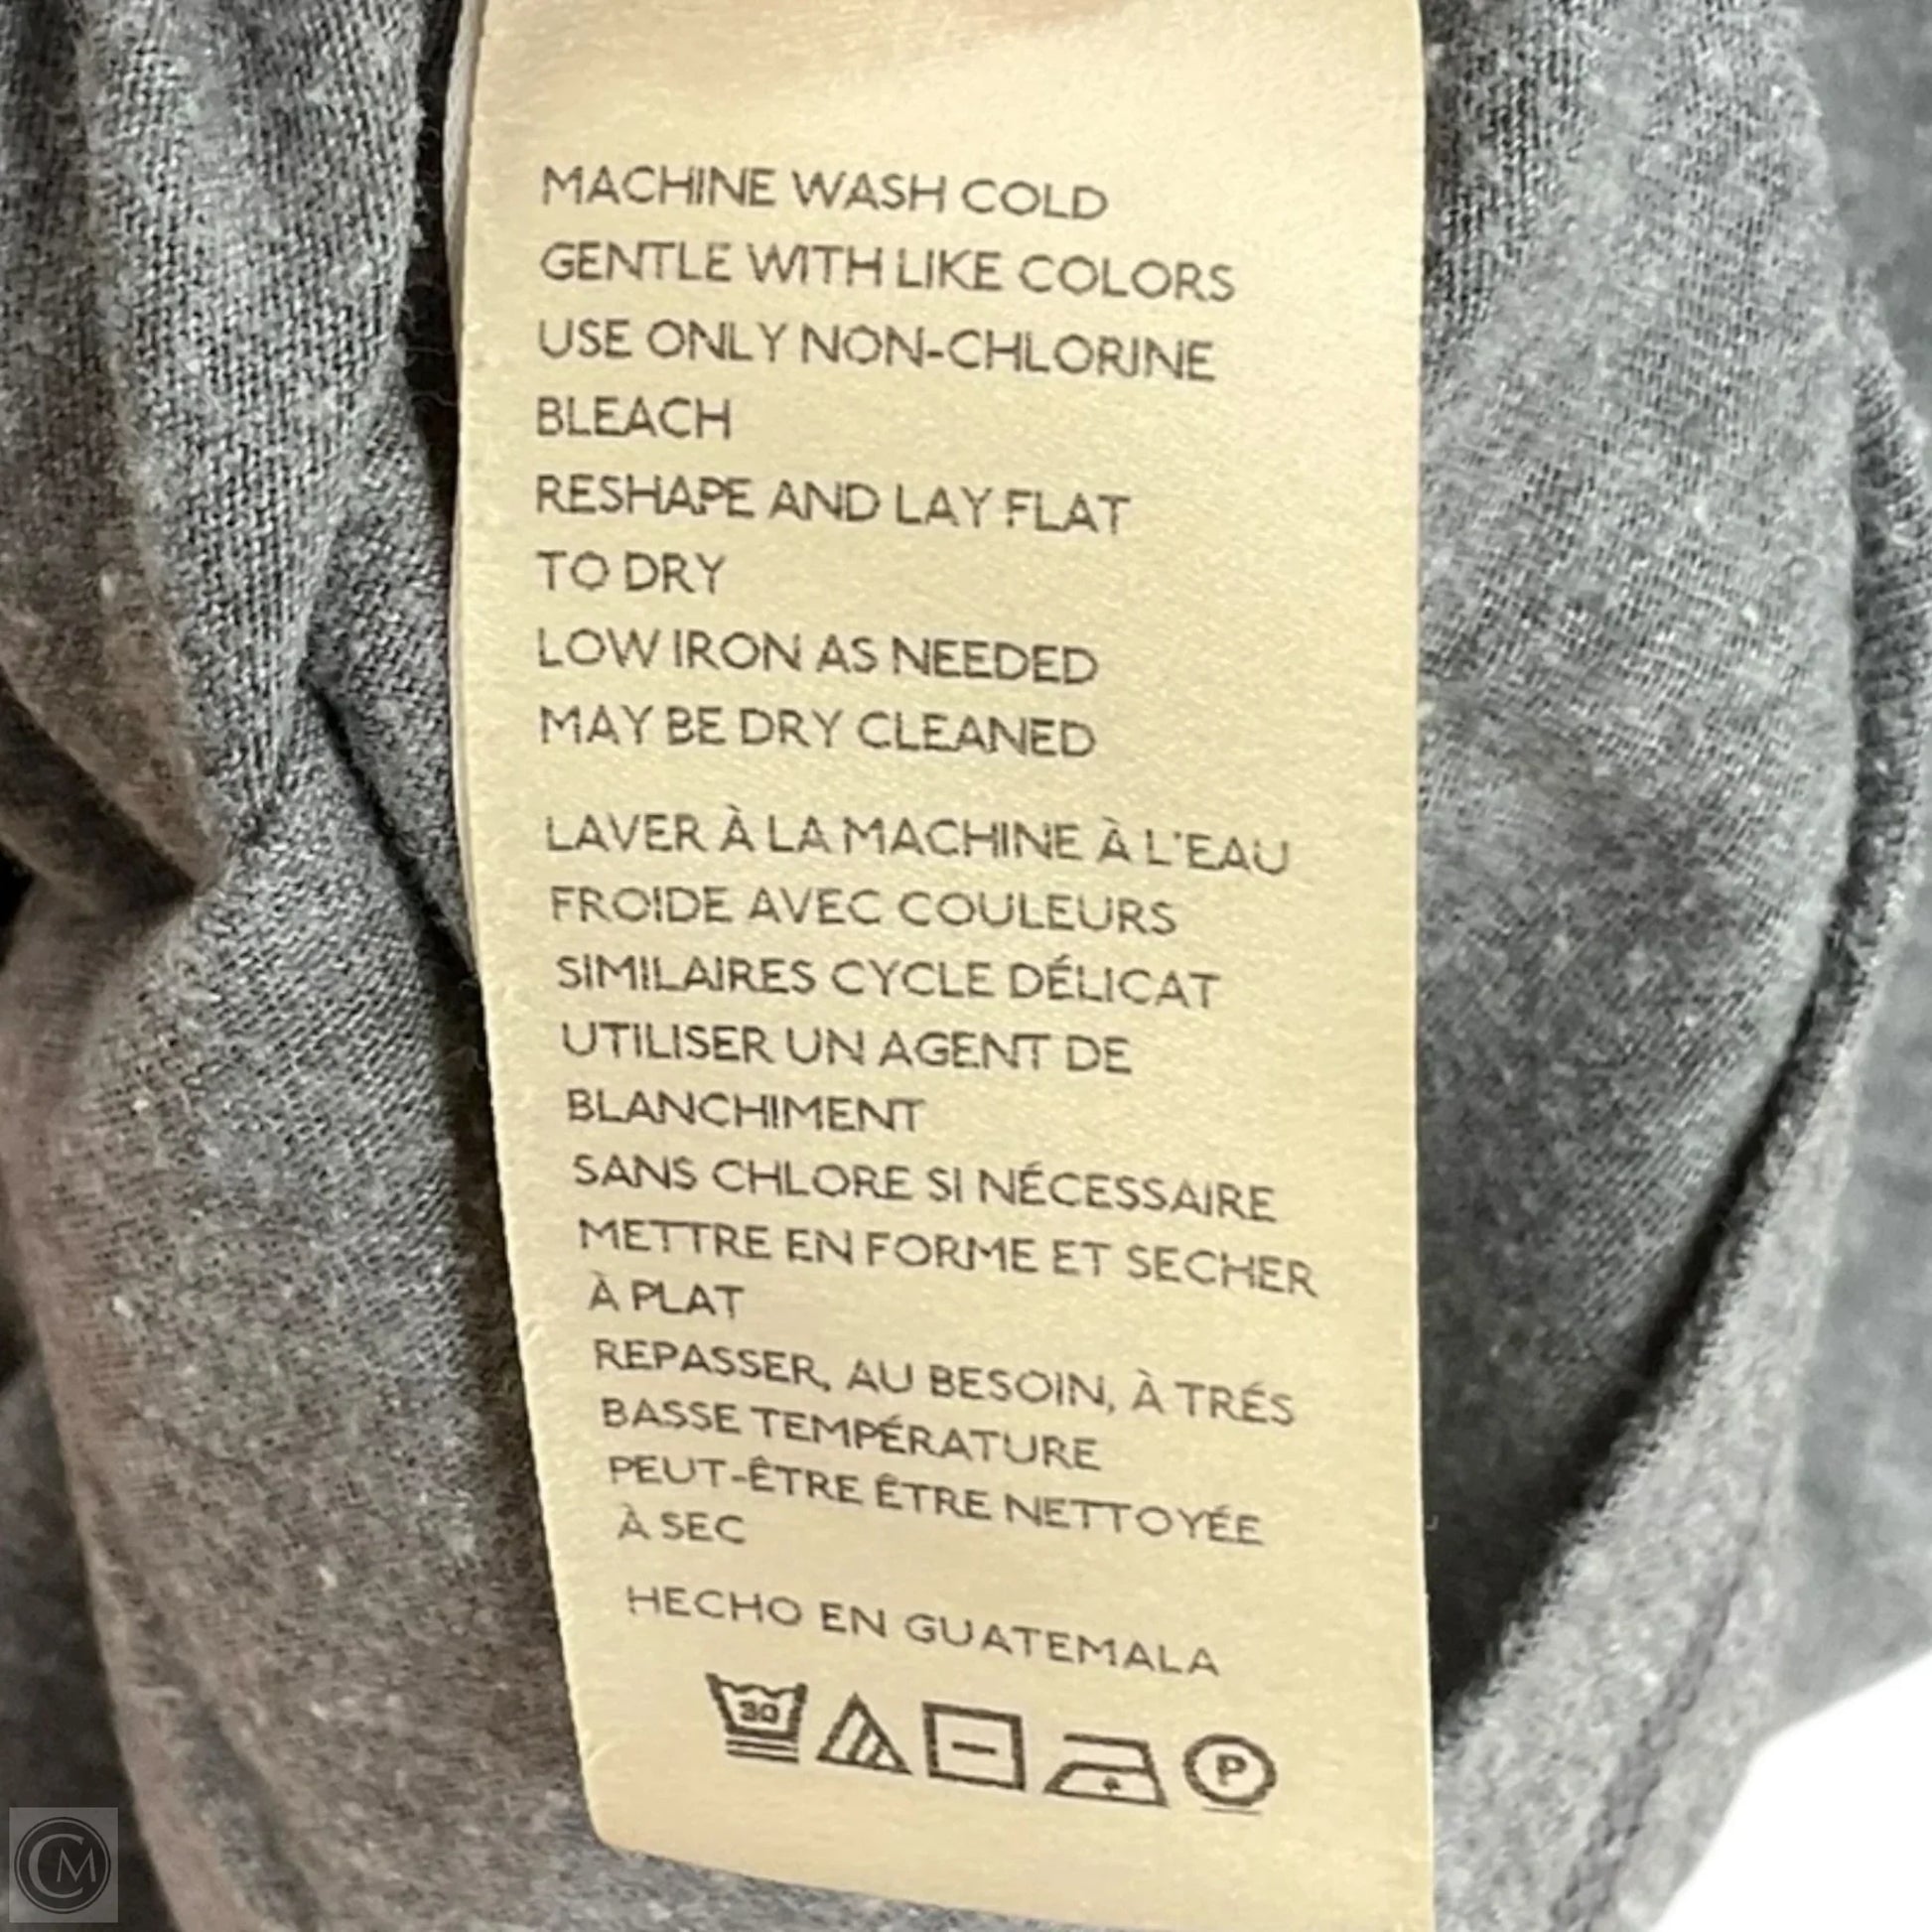 MACHINE WASH COLD
GENTLE WITH LIKE COLORS
USE ONLY NON-CHLORINE
BLEACH
RESHAPE AND LAY FLAT
TO DRY
LOW IRON AS NEEDED
MAY BE DRY CLEANED
LAVER À LA MACHINE À L'EAU
FROIDE AVEC COULEURS
SIMILAIRES CYCLE DÉLICAT
UTILISER UN AGENT DE
BLANCHIMENT
SANS CHLORE SI NÉCESSAIRE
METTRE EN FORME ET SECHER
À PLAT
REPASSER, AU BESOIN, À TRÉS
BASSE TEMPÉRATURE
PEUT-ÊTRE ÊTRE NETTOYÉE
À SEC
HECHO EN GUATEMALA
30 P
CM